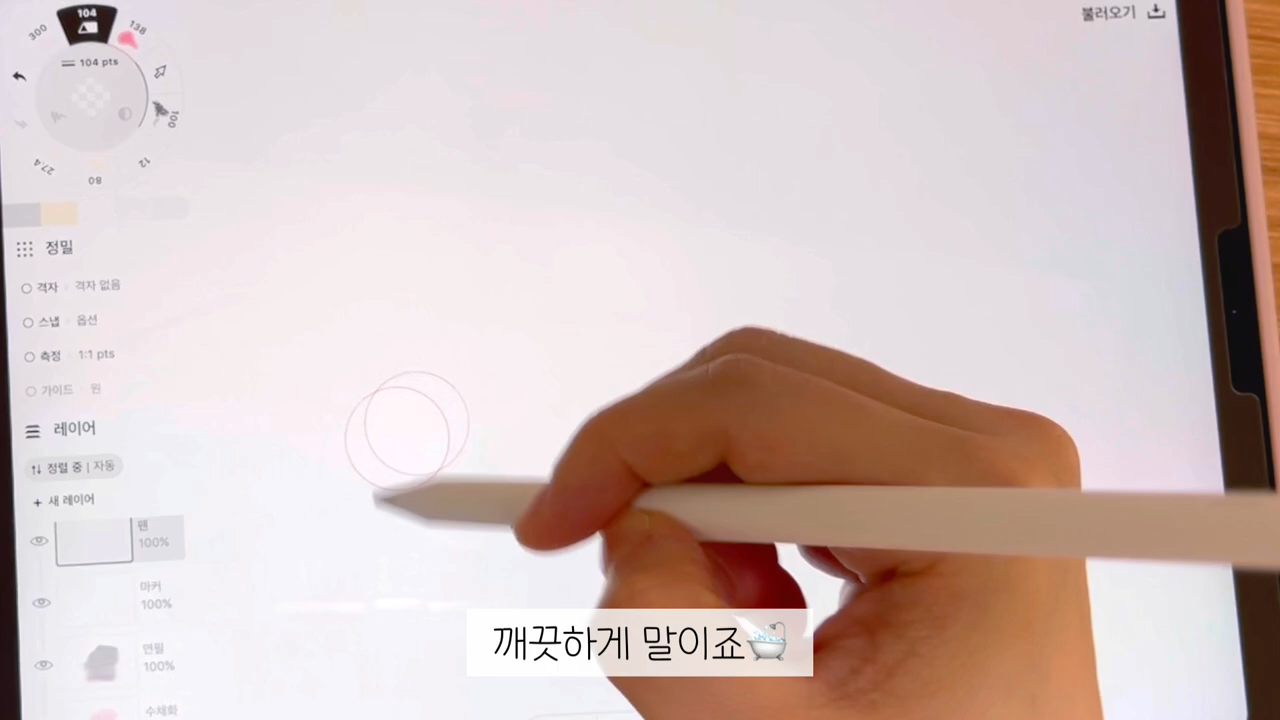 104
300
138
104 pts
100
12
80
27.4
불러오기
정밀
격자 격자 없음
스냅 옵션
측정 1:1 pts
가이드 원
레이어
정렬 중 | 자동
+ 새 레이어
펜
100%
마커
100%
연필
100%
수채화
깨끗하게 말이죠🛁